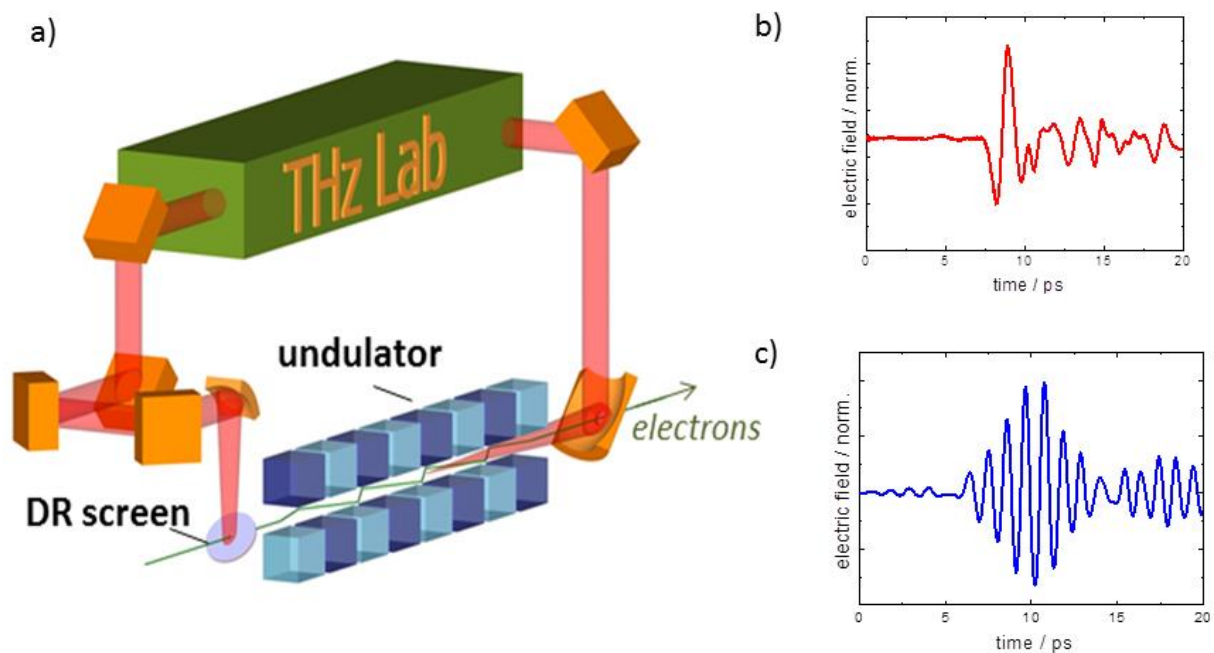 a)
THz Lab
undulator
electrons
DR screen
b)
electric field / norm.
0 5 10 15 20
time / ps
c)
electric field / norm.
0 5 10 15 20
time / ps